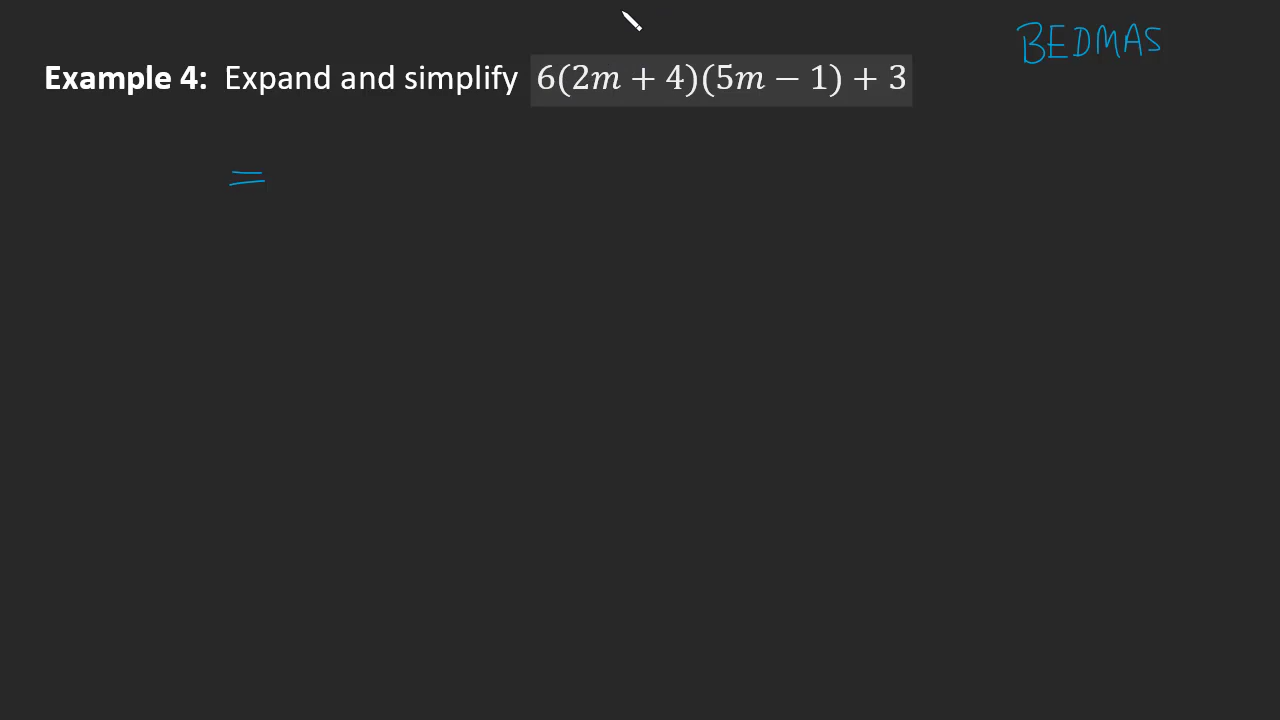 BEDMAS
Example 4: Expand and simplify 6(2m + 4)(5m − 1) + 3
=